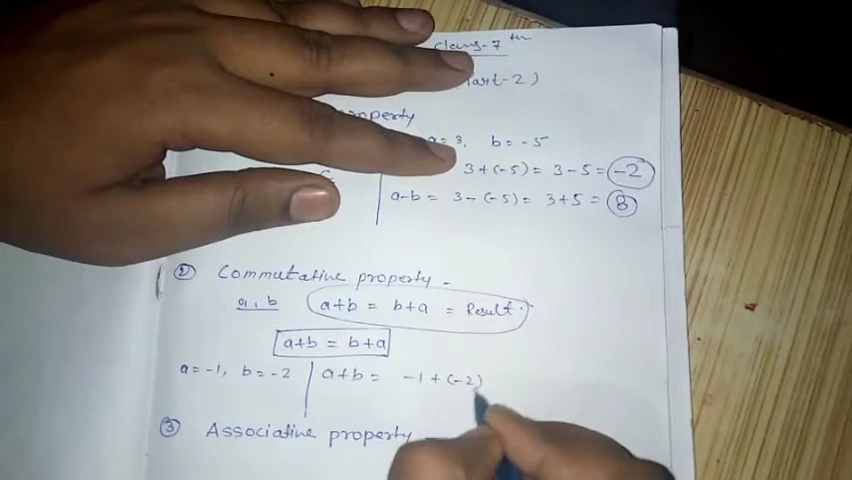 Class-7th
Part-2)
property
a=3, b=-5
3+(-5)= 3-5= -2
a-b= 3-(-5)= 3+5= 8
② Commutative property -
a, b a+b = b+a = Result.
a+b = b+a
a=-1, b=-2 a+b= -1+(-2)
③ Associative property